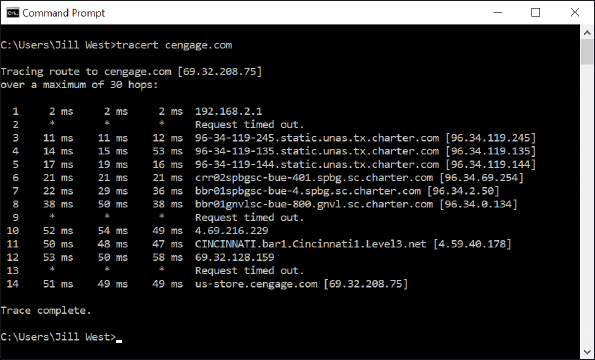 Command Prompt
C:\Users\Jill West>tracert cengage.com
Tracing route to cengage.com [69.32.208.75]
over a maximum of 30 hops:
1 2 ms 2 ms 2 ms 192.168.2.1
2 * * * Request timed out.
3 11 ms 11 ms 12 ms 96-34-119-245.static.unas.tx.charter.com [96.34.119.245]
4 14 ms 15 ms 53 ms 96-34-119-135.static.unas.tx.charter.com [96.34.119.135]
5 17 ms 19 ms 16 ms 96-34-119-144.static.unas.tx.charter.com [96.34.119.144]
6 21 ms 21 ms 21 ms crr02spbgsc-bue-401.spbg.sc.charter.com [96.34.69.254]
7 22 ms 29 ms 36 ms bbr01spbgsc-bue-4.spbg.sc.charter.com [96.34.2.50]
8 38 ms 50 ms 38 ms bbr01gnvlsc-bue-800.gnvl.sc.charter.com [96.34.0.134]
9 * * * Request timed out.
10 52 ms 54 ms 49 ms 4.69.216.229
11 50 ms 48 ms 47 ms CINCINNATI.bar1.Cincinnati1.Level3.net [4.59.40.178]
12 53 ms 50 ms 58 ms 69.32.128.159
13 * * * Request timed out.
14 51 ms 49 ms 49 ms us-store.cengage.com [69.32.208.75]
Trace complete.
C:\Users\Jill West>